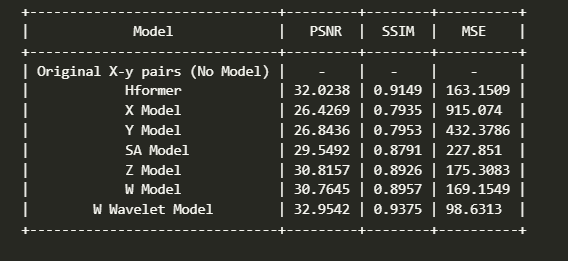 +-------------------------------+---------+--------+----------+
| Model | PSNR | SSIM | MSE |
+-------------------------------+---------+--------+----------+
| Original X-y pairs (No Model) | - | - | - |
| Hformer | 32.0238 | 0.9149 | 163.1509 |
| X Model | 26.4269 | 0.7935 | 915.074 |
| Y Model | 26.8436 | 0.7953 | 432.3786 |
| SA Model | 29.5492 | 0.8791 | 227.851 |
| Z Model | 30.8157 | 0.8926 | 175.3083 |
| W Model | 30.7645 | 0.8957 | 169.1549 |
| W Wavelet Model | 32.9542 | 0.9375 | 98.6313 |
+-------------------------------+---------+--------+----------+